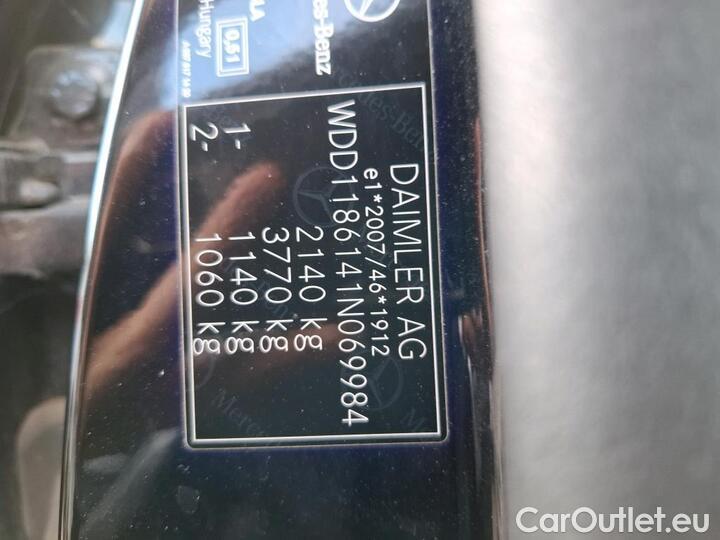 DAIMLER AG
e1*2007/46*1912
WDD1186141N069984
2140 kg
3770 kg
1- 1140 kg
2- 1060 kg
Hungary
0,51
CarOutlet.eu